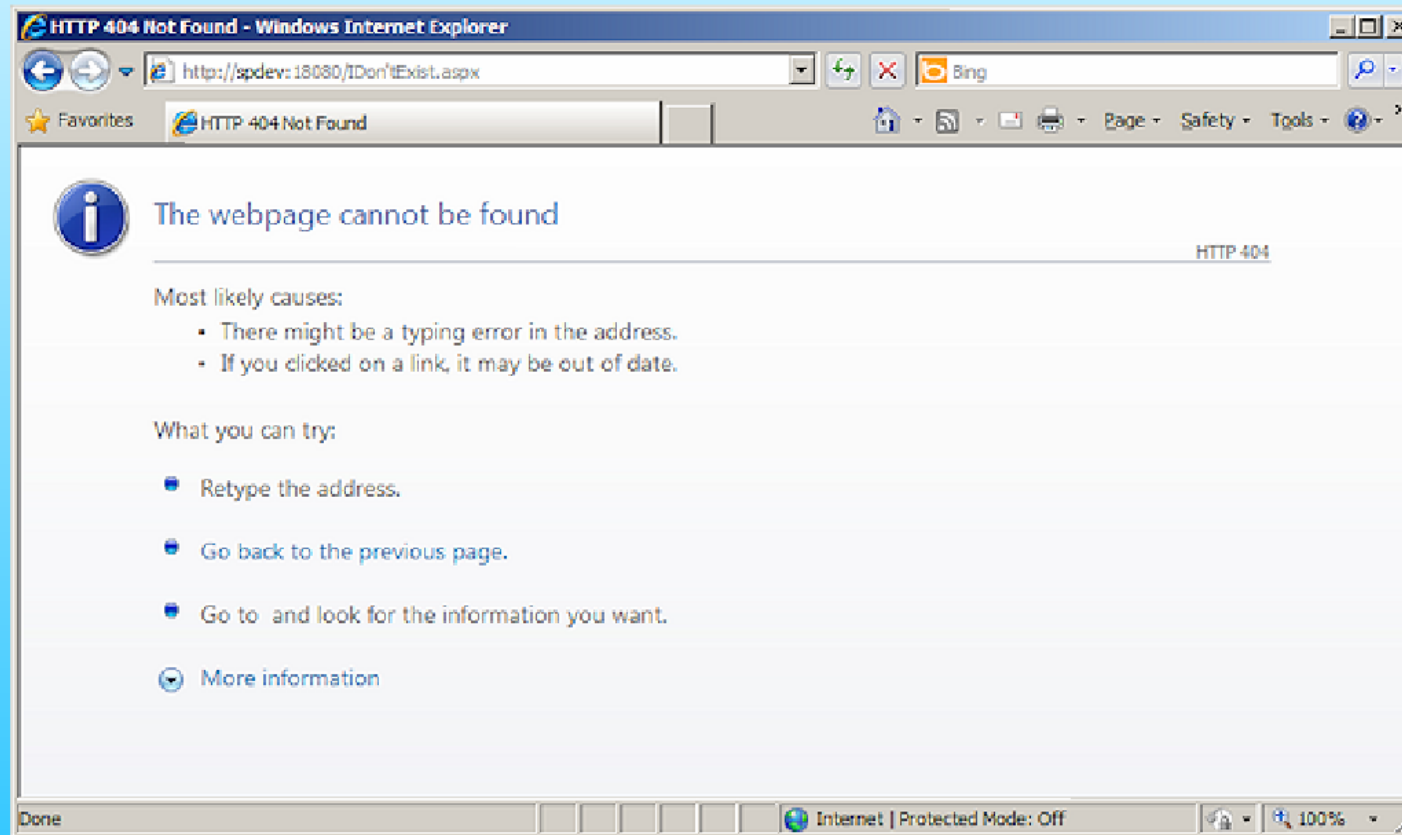 HTTP 404 Not Found - Windows Internet Explorer
http://spdev:18080/IDon'tExist.aspx
Bing
Favorites
HTTP 404 Not Found
Page
Safety
Tools
The webpage cannot be found
HTTP 404
Most likely causes:
There might be a typing error in the address.
If you clicked on a link, it may be out of date.
What you can try:
Retype the address.
Go back to the previous page.
Go to  and look for the information you want.
More information
Done
Internet | Protected Mode: Off
100%